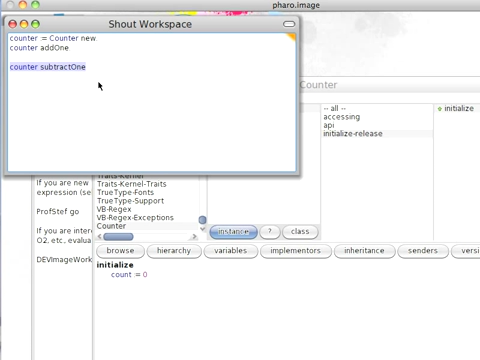 pharo.image
Shout Workspace
counter := Counter new.
counter addOne.
counter subtractOne
Counter
-- all --
accessing
api
initialize-release
initialize
Traits-Kernel
Traits-Kernel-Traits
TrueType-Fonts
TrueType-Support
VB-Regex
VB-Regex-Exceptions
Counter
If you are new
expression (se
ProfStef go
If you are inter
O2, etc, evalua
DEVImageWork
instance
?
class
browse
hierarchy
variables
implementors
inheritance
senders
versi
initialize
count := 0